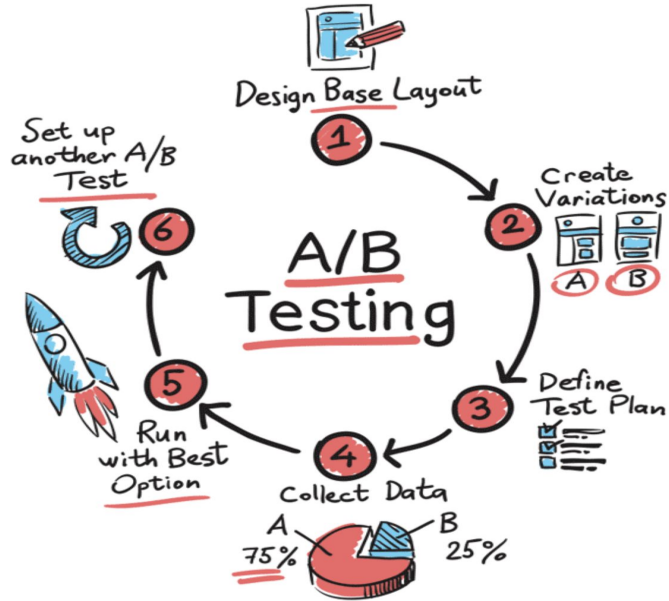 Design Base Layout
1
Create
Variations
2
A
B
Define
Test Plan
3
4
Collect Data
A
75%
B
25%
5
Run
with Best
Option
6
Set up
another A/B
Test
A/B
Testing